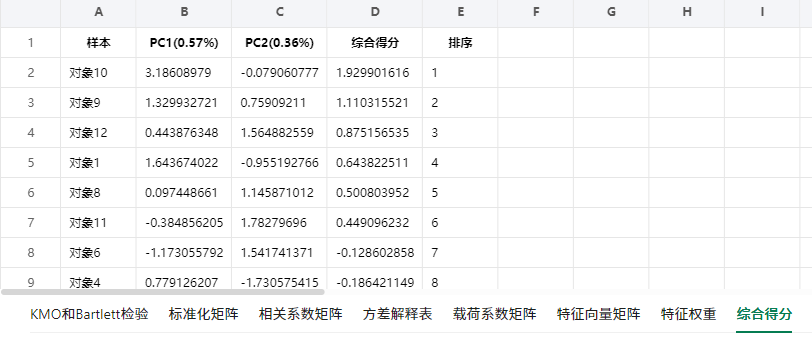 A B C D E F G H I
1 样本 PC1(0.57%) PC2(0.36%) 综合得分 排序
2 对象10 3.18608979 -0.079060777 1.929901616 1
3 对象9 1.329932721 0.75909211 1.110315521 2
4 对象12 0.443876348 1.564882559 0.875156535 3
5 对象1 1.643674022 -0.955192766 0.643822511 4
6 对象8 0.097448661 1.145871012 0.500803952 5
7 对象11 -0.384856205 1.78279696 0.449096232 6
8 对象6 -1.173055792 1.541741371 -0.128602858 7
9 对象4 0.779126207 -1.730575415 -0.186421149 8
KMO和Bartlett检验 标准化矩阵 相关系数矩阵 方差解释表 载荷系数矩阵 特征向量矩阵 特征权重 综合得分